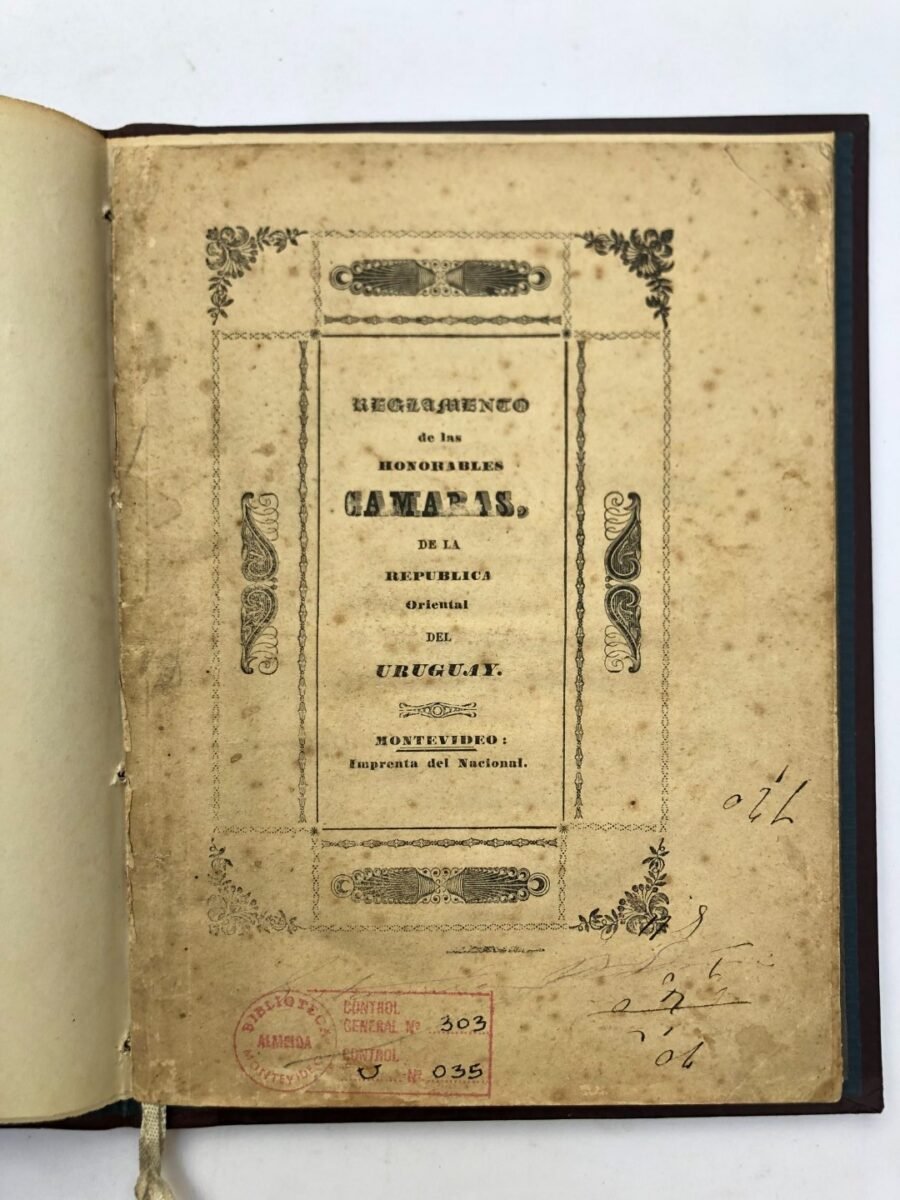 REGLAMENTO
de las
HONORABLES
CAMARAS,
DE LA
REPUBLICA
Oriental
DEL
URUGUAY.
MONTEVIDEO:
Imprenta del Nacional.
BIBLIOTECA
ALMEIDA
MONTEVIDEO
CONTROL
GENERAL Nº 303
CONTROL
U Nº 035